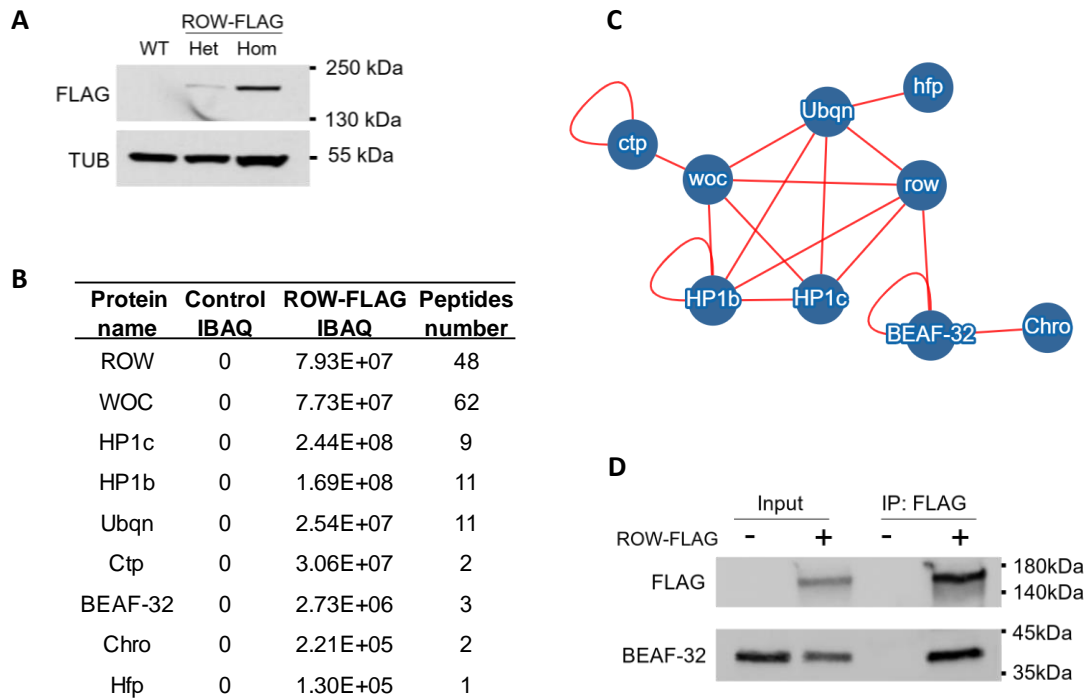 A
ROW-FLAG
WT Het Hom
FLAG
250 kDa
130 kDa
TUB
55 kDa
B
Protein name Control IBAQ ROW-FLAG IBAQ Peptides number
ROW 0 7.93E+07 48
WOC 0 7.73E+07 62
HP1c 0 2.44E+08 9
HP1b 0 1.69E+08 11
Ubqn 0 2.54E+07 11
Ctp 0 3.06E+07 2
BEAF-32 0 2.73E+06 3
Chro 0 2.21E+05 2
Hfp 0 1.30E+05 1
C
hfp
Ubqn
ctp
woc
row
HP1b
HP1c
BEAF-32
Chro
D
Input IP: FLAG
ROW-FLAG - + - +
FLAG
180kDa
140kDa
BEAF-32
45kDa
35kDa